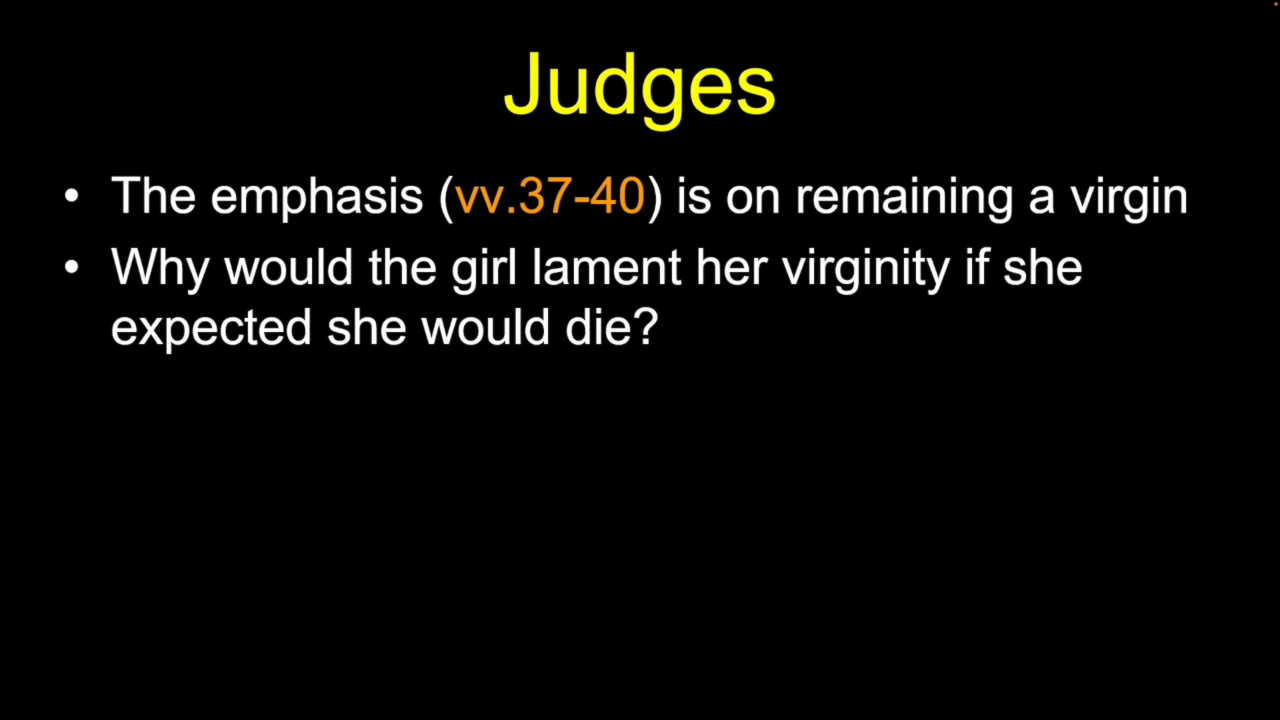 Judges
• The emphasis (vv.37-40) is on remaining a virgin
• Why would the girl lament her virginity if she
expected she would die?